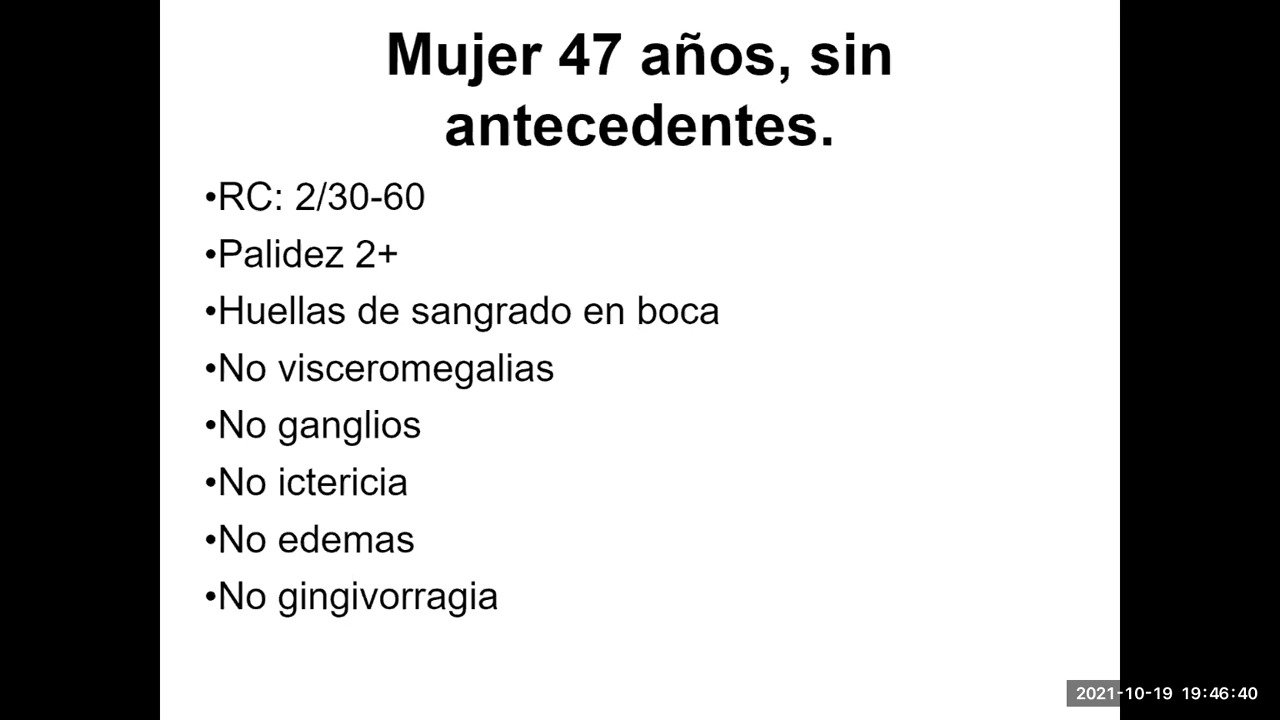 Mujer 47 años, sin
antecedentes.
•RC: 2/30-60
•Palidez 2+
•Huellas de sangrado en boca
•No visceromegalias
•No ganglios
•No ictericia
•No edemas
•No gingivorragia
2021-10-19 19:46:40